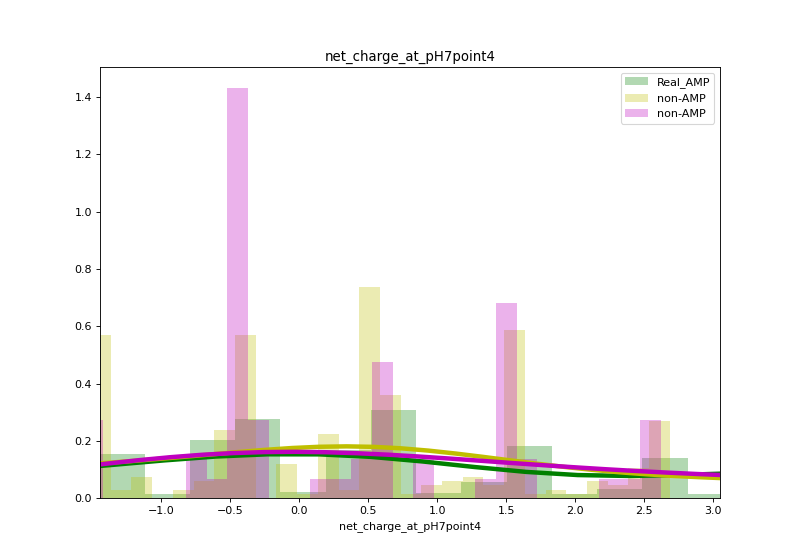 net_charge_at_pH7point4
Real_AMP
non-AMP
non-AMP
1.4
1.2
1.0
0.8
0.6
0.4
0.2
0.0
−1.0 −0.5 0.0 0.5 1.0 1.5 2.0 2.5 3.0
net_charge_at_pH7point4